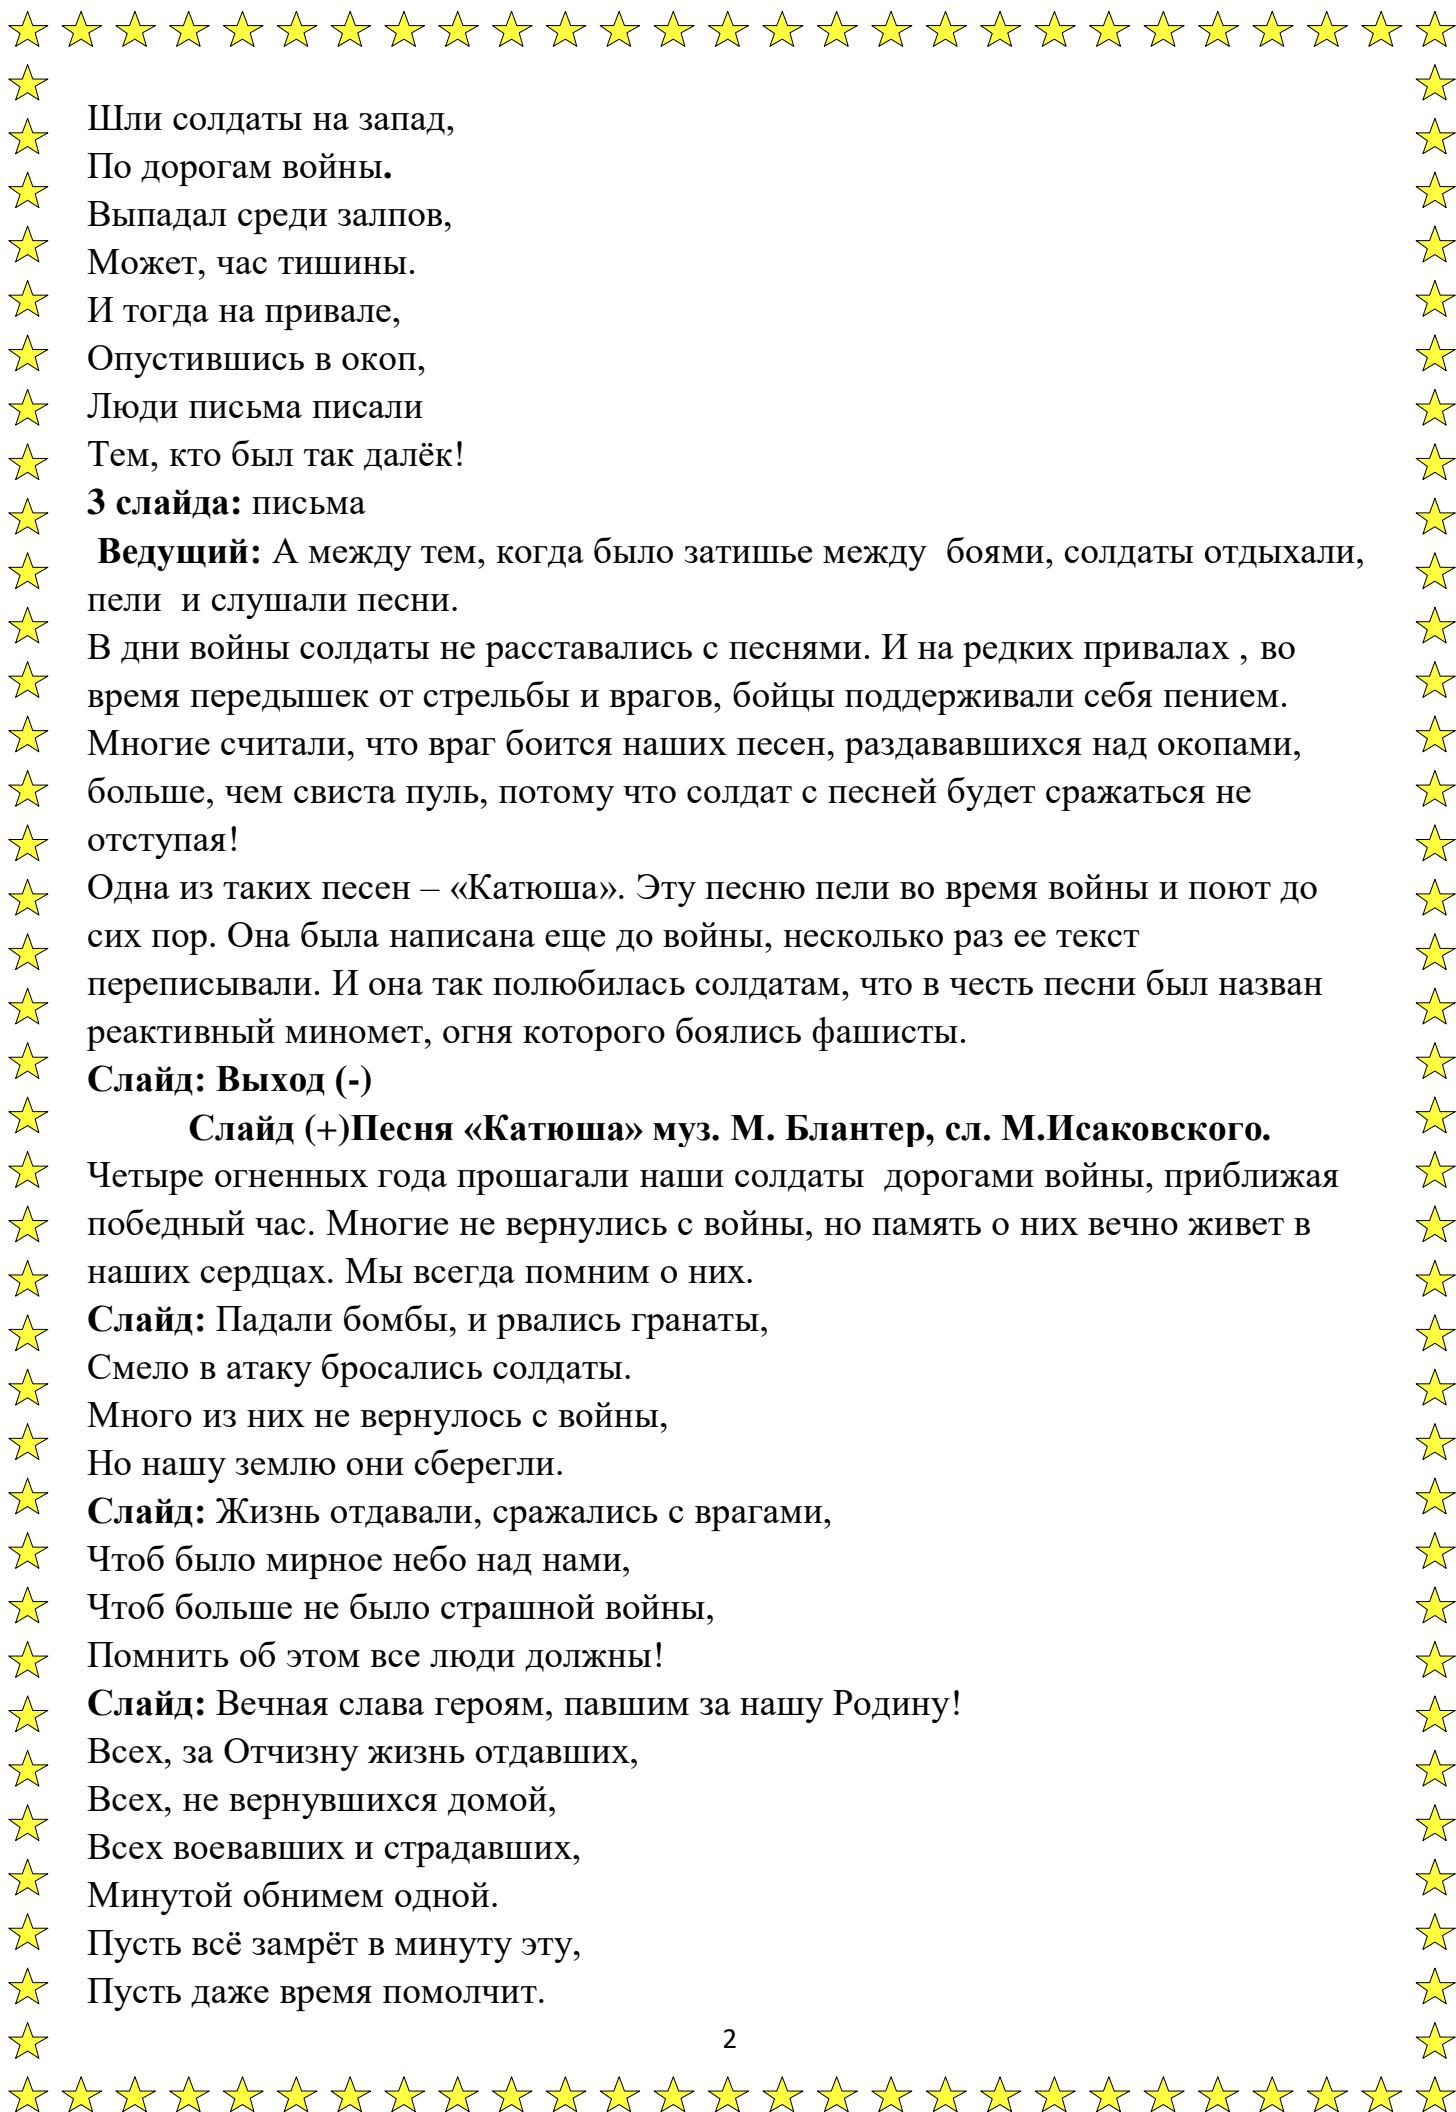 Шли солдаты на запад,
По дорогам войны.
Выпадал среди залпов,
Может, час тишины.
И тогда на привале,
Опустившись в окоп,
Люди письма писали
Тем, кто был так далёк!
3 слайда: письма
Ведущий: А между тем, когда было затишье между  боями, солдаты отдыхали,
пели  и слушали песни.
В дни войны солдаты не расставались с песнями. И на редких привалах , во
время передышек от стрельбы и врагов, бойцы поддерживали себя пением.
Многие считали, что враг боится наших песен, раздававшихся над окопами,
больше, чем свиста пуль, потому что солдат с песней будет сражаться не
отступая!
Одна из таких песен – «Катюша». Эту песню пели во время войны и поют до
сих пор. Она была написана еще до войны, несколько раз ее текст
переписывали. И она так полюбилась солдатам, что в честь песни был назван
реактивный миномет, огня которого боялись фашисты.
Слайд: Выход (-)
Слайд (+)Песня «Катюша» муз. М. Блантер, сл. М.Исаковского.
Четыре огненных года прошагали наши солдаты  дорогами войны, приближая
победный час. Многие не вернулись с войны, но память о них вечно живет в
наших сердцах. Мы всегда помним о них.
Слайд: Падали бомбы, и рвались гранаты,
Смело в атаку бросались солдаты.
Много из них не вернулось с войны,
Но нашу землю они сберегли.
Слайд: Жизнь отдавали, сражались с врагами,
Чтоб было мирное небо над нами,
Чтоб больше не было страшной войны,
Помнить об этом все люди должны!
Слайд: Вечная слава героям, павшим за нашу Родину!
Всех, за Отчизну жизнь отдавших,
Всех, не вернувшихся домой,
Всех воевавших и страдавших,
Минутой обнимем одной.
Пусть всё замрёт в минуту эту,
Пусть даже время помолчит.
2